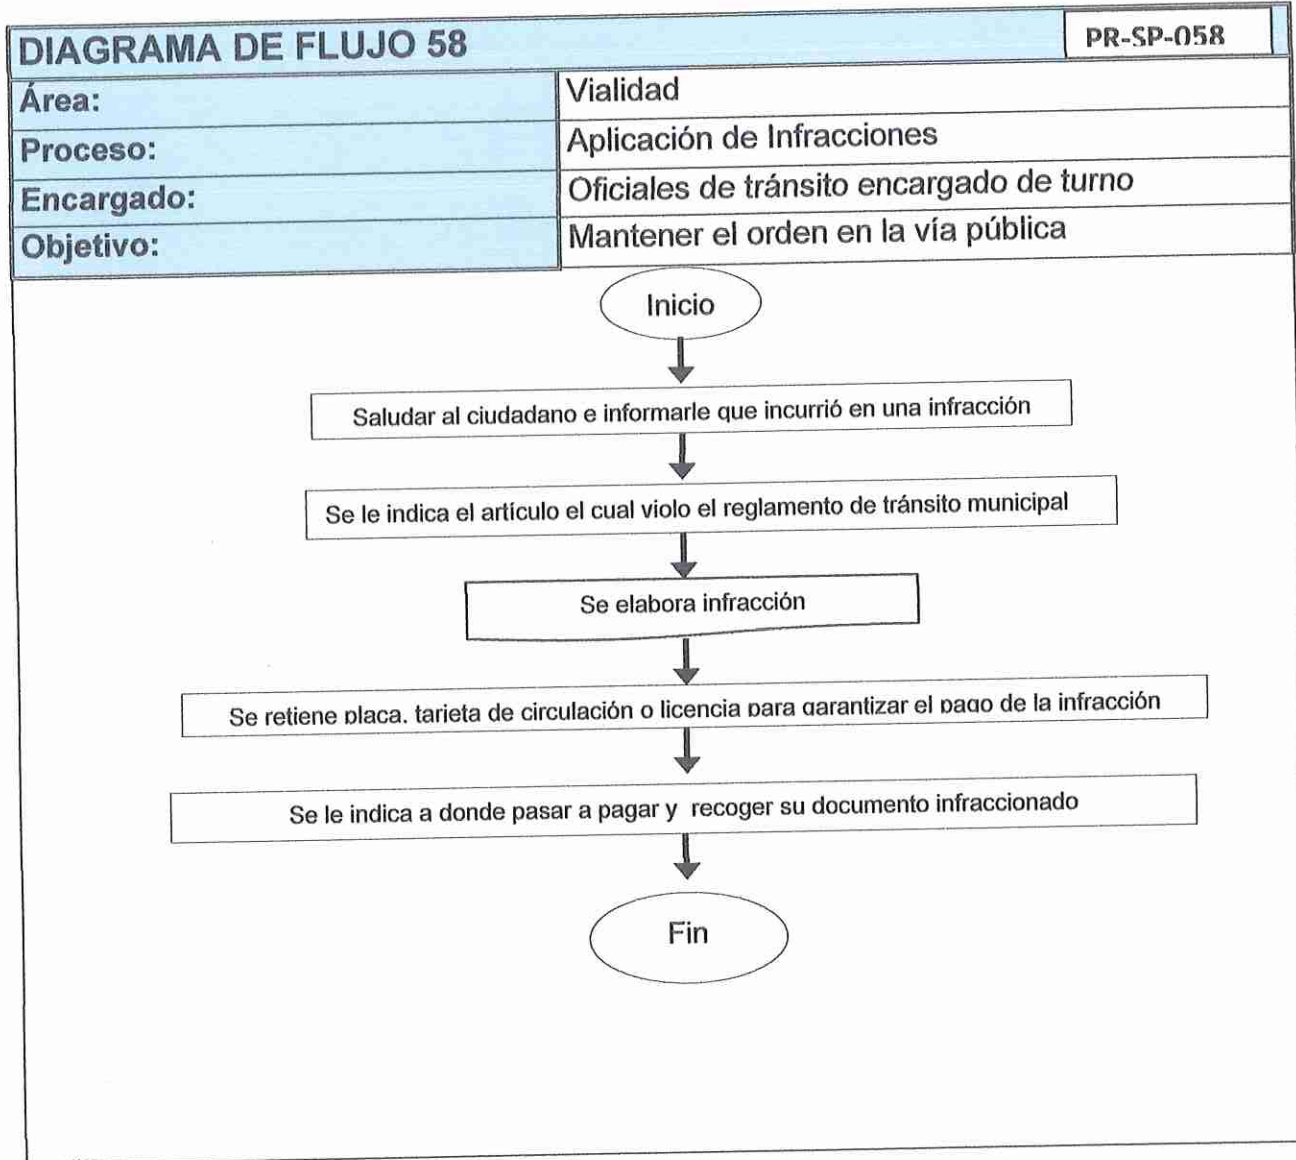 DIAGRAMA DE FLUJO 58
PR-SP-058
Área:
Vialidad
Proceso:
Aplicación de Infracciones
Encargado:
Oficiales de tránsito encargado de turno
Objetivo:
Mantener el orden en la vía pública
Inicio
Saludar al ciudadano e informarle que incurrió en una infracción
Se le indica el artículo el cual violo el reglamento de tránsito municipal
Se elabora infracción
Se retiene placa, tarjeta de circulación o licencia para garantizar el pago de la infracción
Se le indica a donde pasar a pagar y recoger su documento infraccionado
Fin